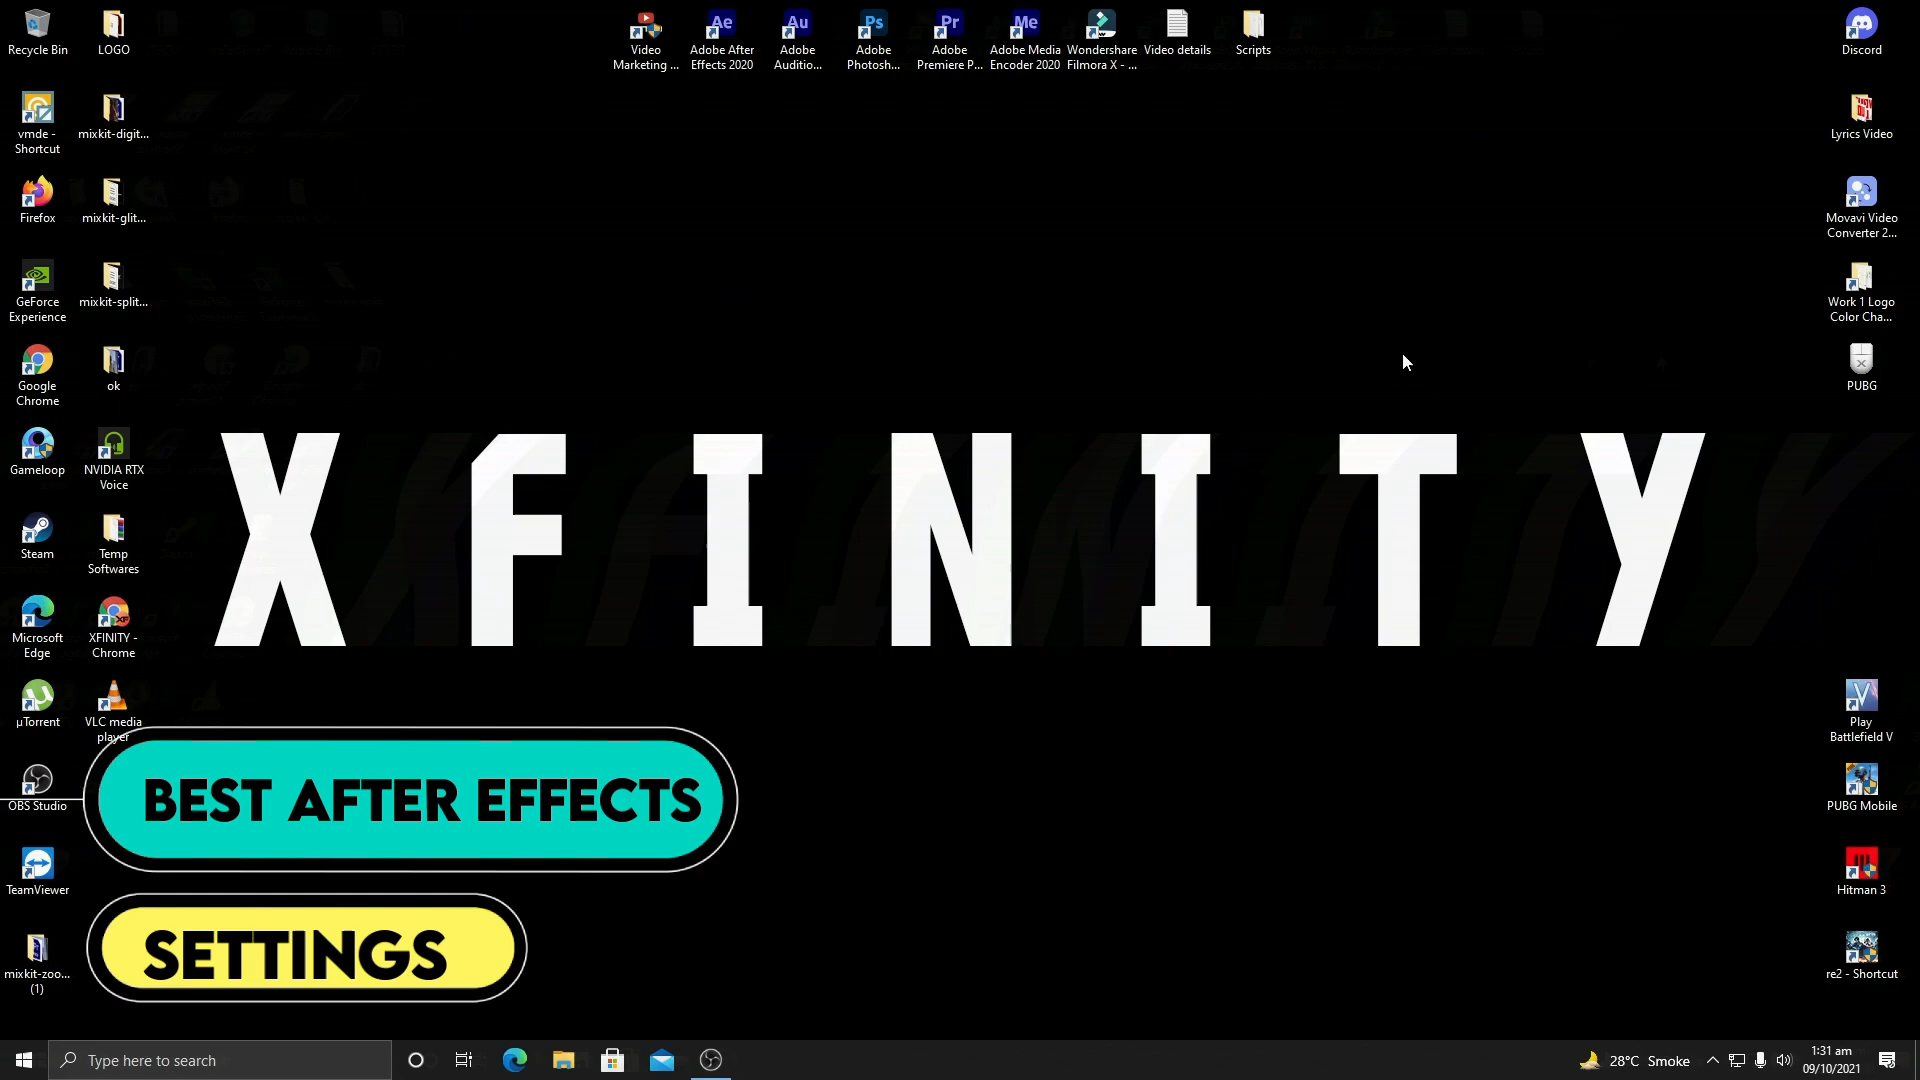 Recycle Bin
LOGO
Video
Marketing ...
Adobe After
Effects 2020
Adobe
Auditio...
Adobe
Photosh...
Adobe
Premiere P...
Adobe Media
Encoder 2020
Wondershare
Filmora X - ...
Video details
Scripts
Discord
vmde -
Shortcut
mixkit-digit...
Lyrics Video
Firefox
mixkit-glit...
Movavi Video
Converter 2...
GeForce
Experience
mixkit-split...
Work 1 Logo
Color Cha...
Google
Chrome
ok
PUBG
Gameloop
NVIDIA RTX
Voice
XFINITY
Steam
Temp
Softwares
Microsoft
Edge
XFINITY -
Chrome
µTorrent
VLC media
player
Play
Battlefield V
BEST AFTER EFFECTS
OBS Studio
PUBG Mobile
TeamViewer
Hitman 3
SETTINGS
mixkit-zoo...
(1)
re2 - Shortcut
Type here to search
28°C Smoke
1:31 am
09/10/2021